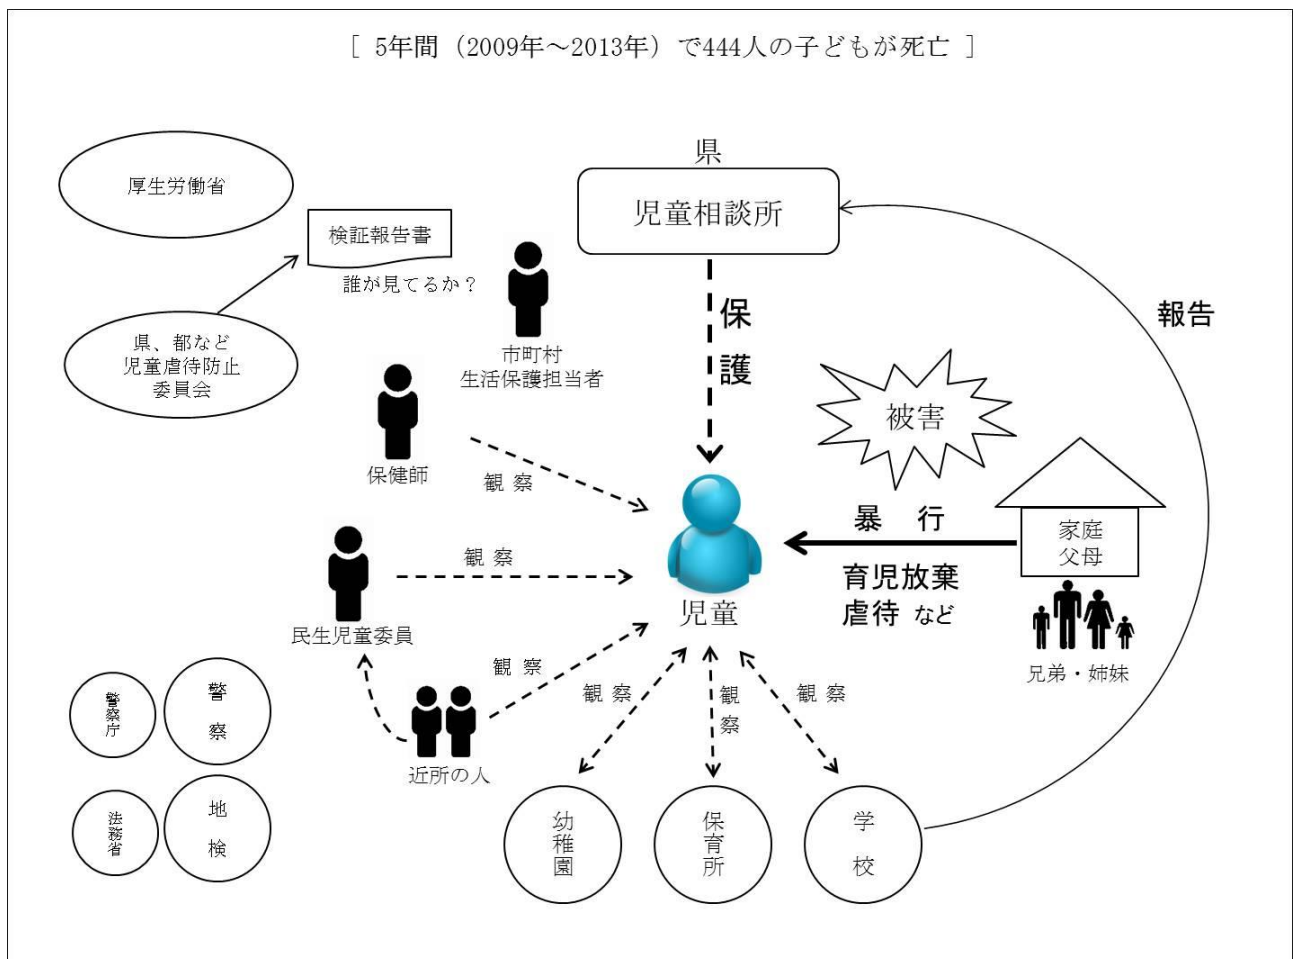 [ 5年間（2009年～2013年）で444人の子どもが死亡 ]
厚生労働省
検証報告書
誰が見てるか？
県、都など
児童虐待防止
委員会
市町村
生活保護担当者
県
児童相談所
保護
報告
被害
保健師
観 察
暴　行
育児放棄
虐待 など
家庭
父母
兄弟・姉妹
児童
観 察
民生児童委員
観 察
近所の人
観 察
観察
観 察
警察庁
警察
法務省
地検
幼稚園
保育所
学校